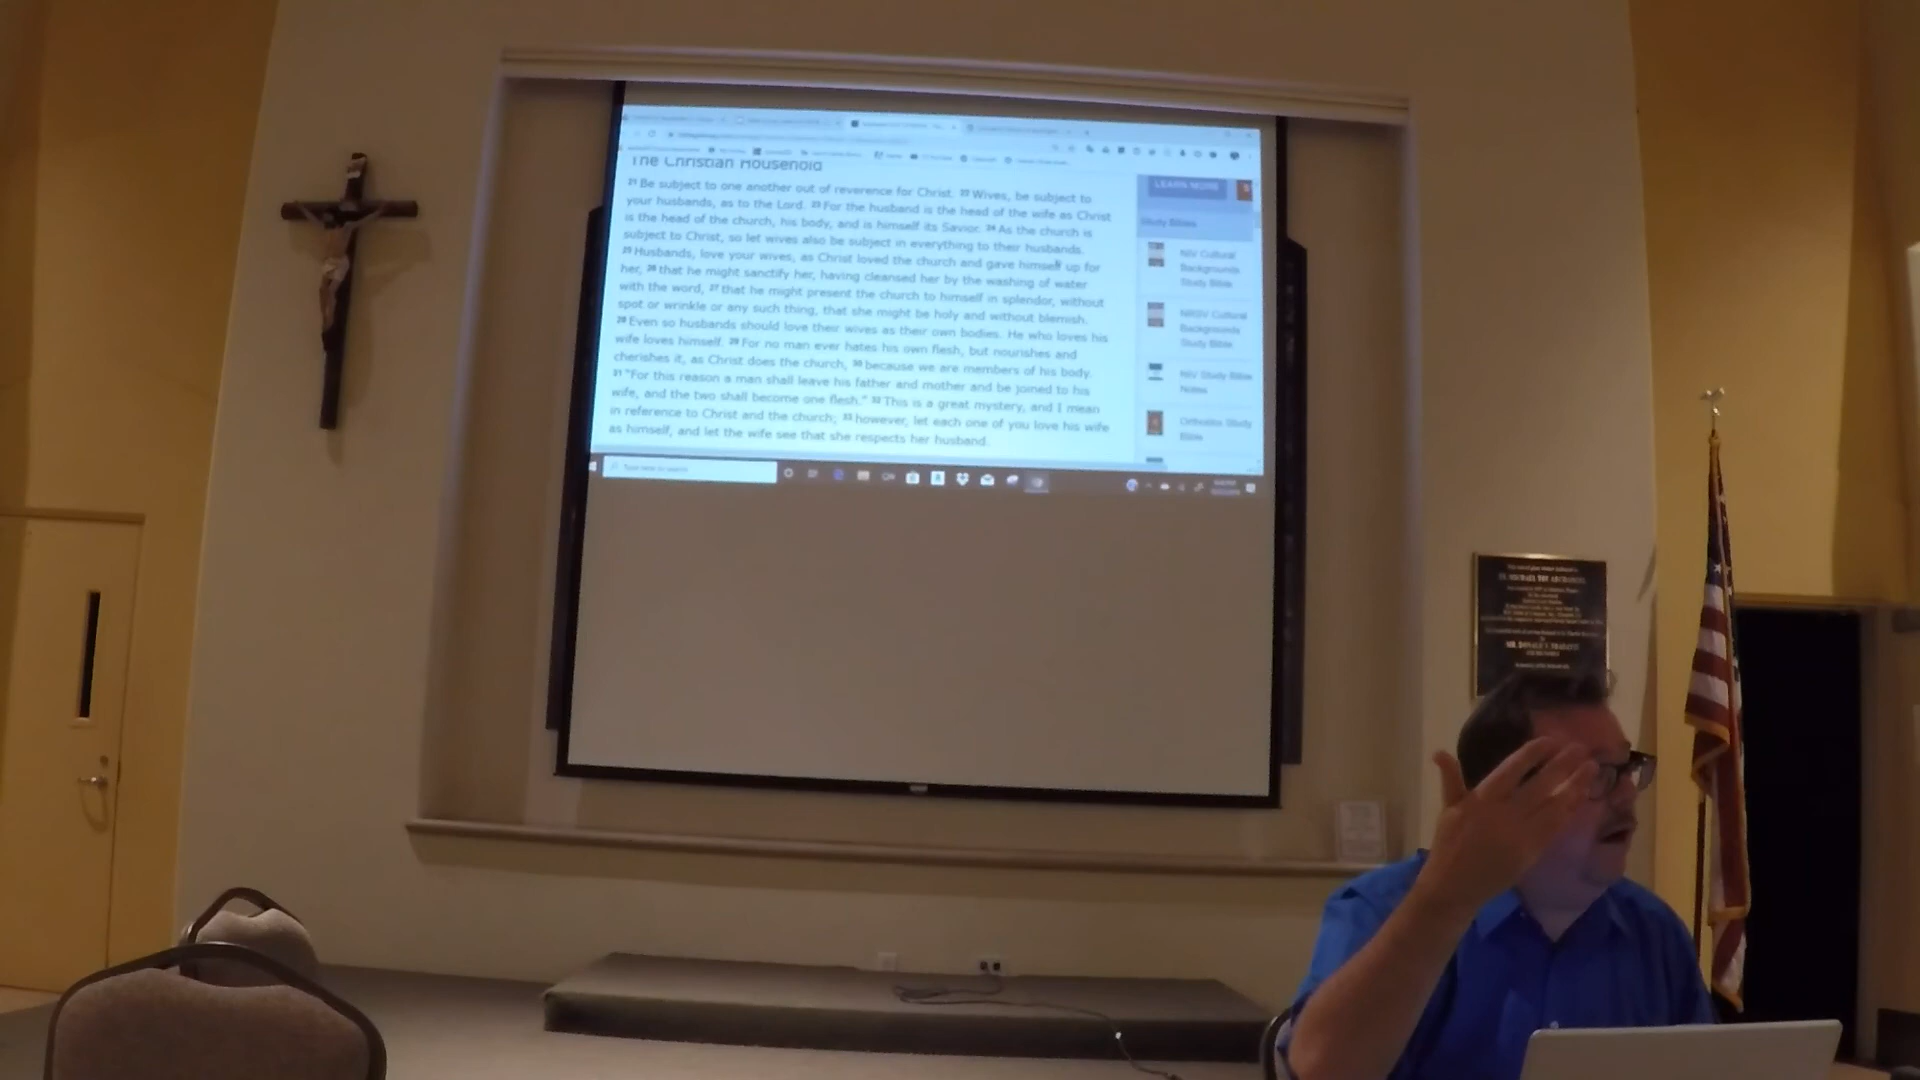 The Christian Household
21 Be subject to one another out of reverence for Christ. 22 Wives, be subject to
your husbands, as to the Lord. 23 For the husband is the head of the wife as Christ
is the head of the church, his body, and is himself its Savior. 24 As the church is
subject to Christ, so let wives also be subject in everything to their husbands.
25 Husbands, love your wives, as Christ loved the church and gave himself up for
her, 26 that he might sanctify her, having cleansed her by the washing of water
with the word, 27 that he might present the church to himself in splendor, without
spot or wrinkle or any such thing, that she might be holy and without blemish.
28 Even so husbands should love their wives as their own bodies. He who loves his
wife loves himself. 29 For no man ever hates his own flesh, but nourishes and
cherishes it, as Christ does the church, 30 because we are members of his body.
31 "For this reason a man shall leave his father and mother and be joined to his
wife, and the two shall become one flesh." 32 This is a great mystery, and I mean
in reference to Christ and the church; 33 however, let each one of you love his wife
as himself, and let the wife see that she respects her husband.
LEARN MORE
Study Bibles
NIV Cultural
Backgrounds
Study Bible
NRSV Cultural
Backgrounds
Study Bible
NIV Study Bible
Notes
Orthodox Study
Bible
Type here to search
ST. MICHAEL THE ARCHANGEL